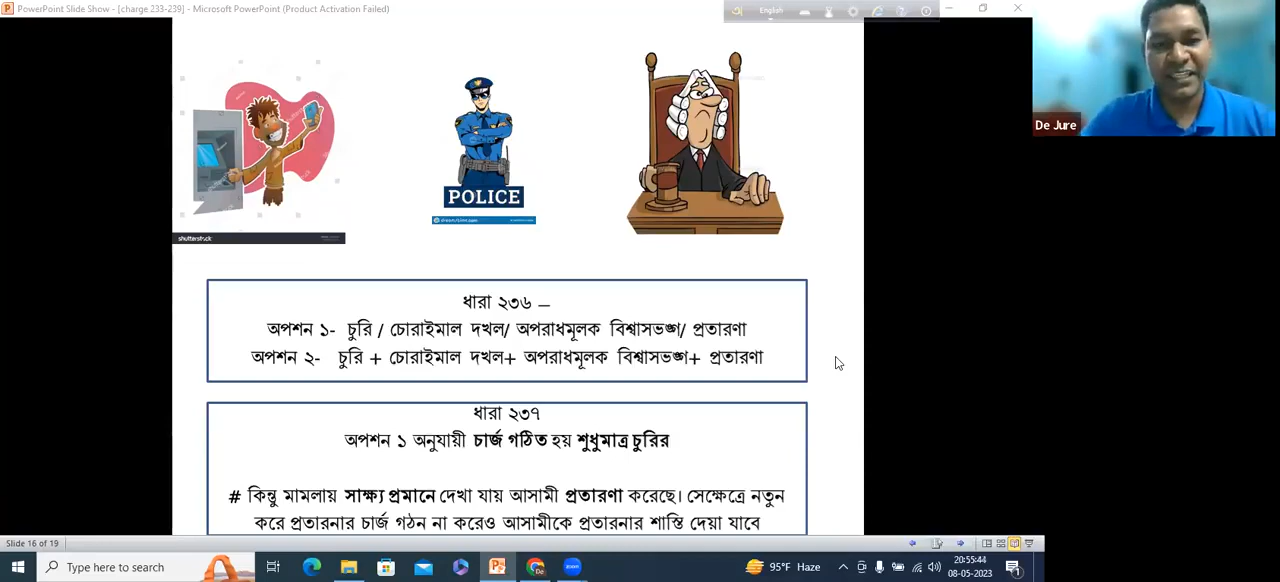 PowerPoint Slide Show - [charge 233-239] - Microsoft PowerPoint (Product Activation Failed)
English
De Jure
POLICE
shutterstock
ধারা ২৩৬ –
অপশন ১- চুরি / চোরাইমাল দখল/ অপরাধমূলক বিশ্বাসভঙ্গ/ প্রতারণা
অপশন ২- চুরি + চোরাইমাল দখল+ অপরাধমূলক বিশ্বাসভঙ্গ+ প্রতারণা
ধারা ২৩৭
অপশন ১ অনুযায়ী চার্জ গঠিত হয় শুধুমাত্র চুরির
# কিন্তু মামলায় সাক্ষ্য প্রমানে দেখা যায় আসামী প্রতারণা করেছে। সেক্ষেত্রে নতুন
করে প্রতারনার চার্জ গঠন না করেও আসামীকে প্রতারনার শাস্তি দেয়া যাবে
Slide 16 of 19
Type here to search
zoom
95°F Haze
20:55:44
08-05-2023